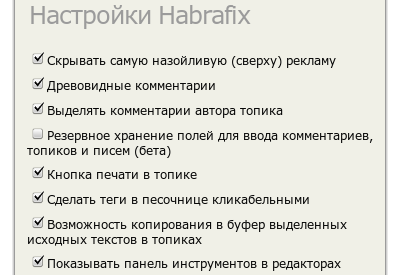 Настройки Habrafix
Скрывать самую назойливую (сверху) рекламу
Древовидные комментарии
Выделять комментарии автора топика
Резервное хранение полей для ввода комментариев,
топиков и писем (бета)
Кнопка печати в топике
Сделать теги в песочнице кликабельными
Возможность копирования в буфер выделенных
исходных текстов в топиках
Показывать панель инструментов в редакторах